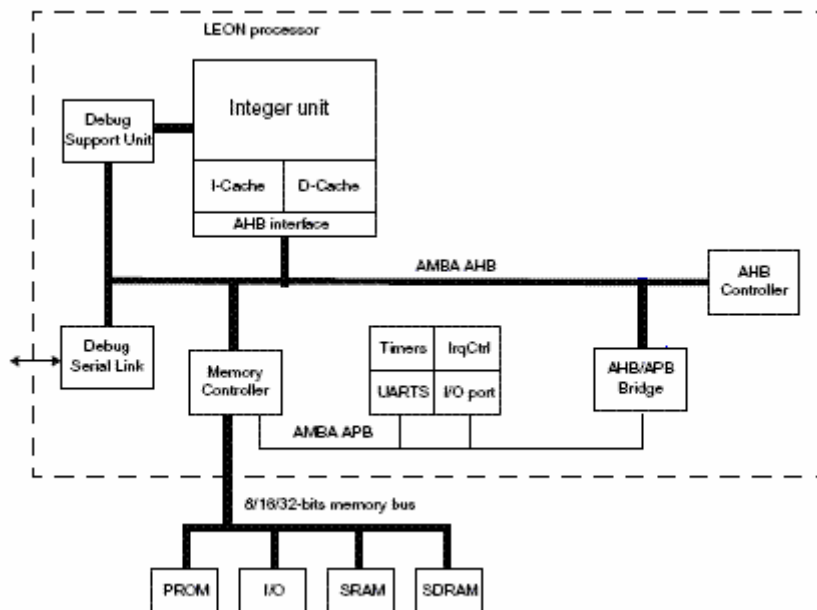 LEON processor
Integer unit
Debug
Support Unit
I-Cache
D-Cache
AHB interface
AMBA AHB
AHB
Controller
Debug
Serial Link
Memory
Controller
Timers
IrqCtrl
UARTS
I/O port
AHB/APB
Bridge
AMBA APB
8/16/32-bits memory bus
PROM
I/O
SRAM
SDRAM